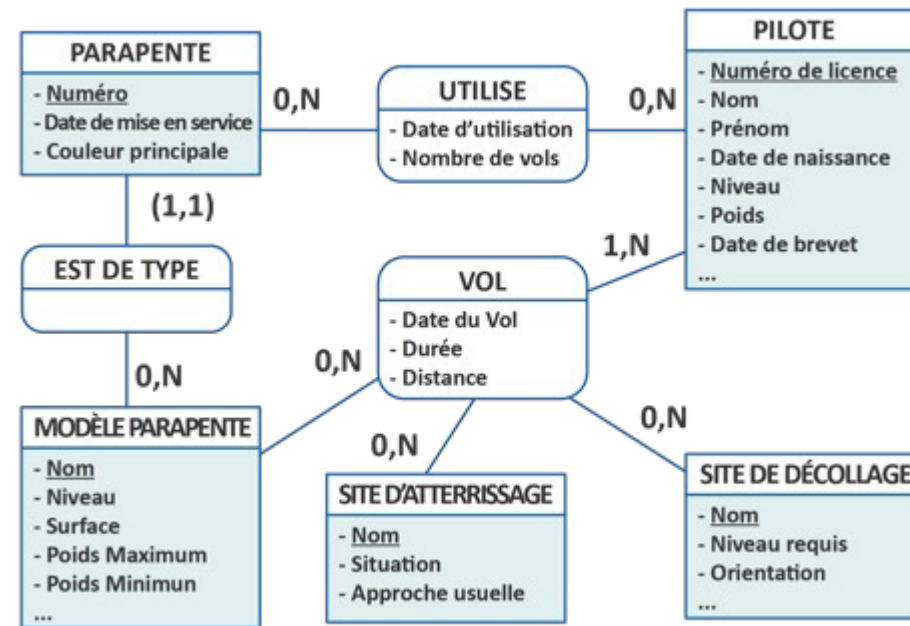 PARAPENTE
- Numéro
- Date de mise en service
- Couleur principale
0,N
UTILISE
- Date d'utilisation
- Nombre de vols
0,N
PILOTE
- Numéro de licence
- Nom
- Prénom
- Date de naissance
- Niveau
- Poids
- Date de brevet
...
(1,1)
EST DE TYPE
0,N
VOL
- Date du Vol
- Durée
- Distance
1,N
0,N
0,N
0,N
MODÈLE PARAPENTE
- Nom
- Niveau
- Surface
- Poids Maximum
- Poids Minimun
...
SITE D'ATTERRISSAGE
- Nom
- Situation
- Approche usuelle
SITE DE DÉCOLLAGE
- Nom
- Niveau requis
- Orientation
...